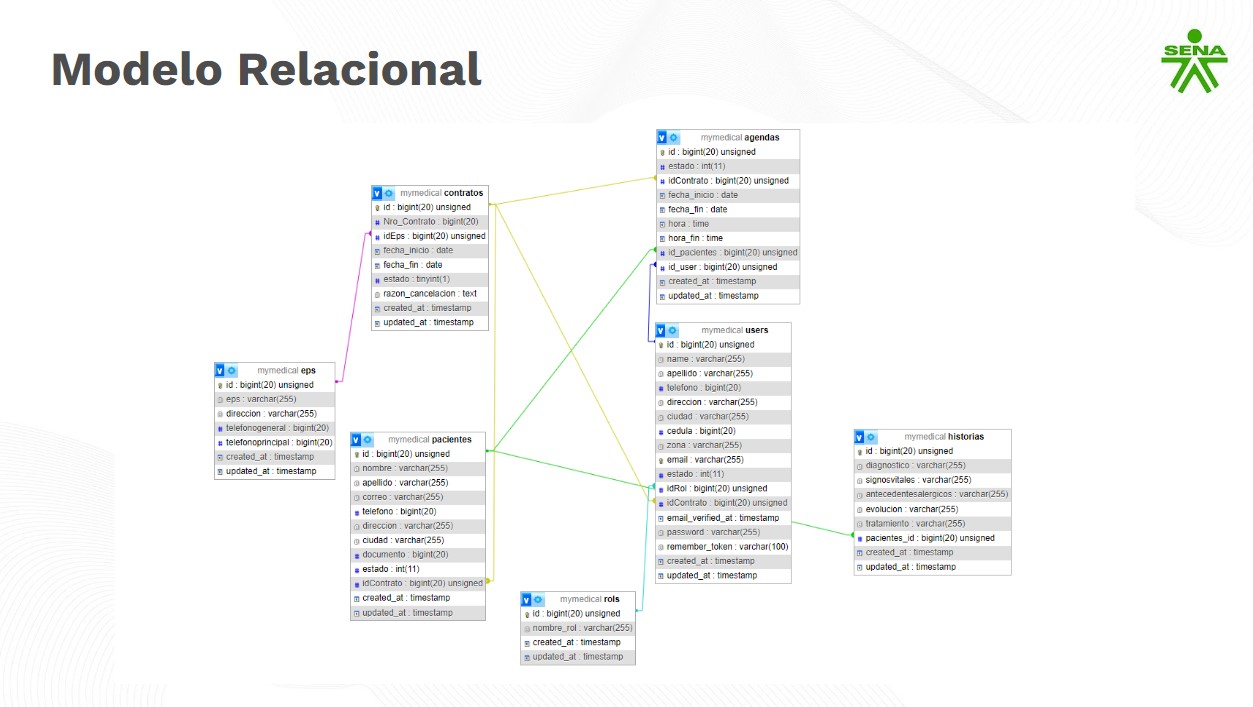 Modelo Relacional
SENA
mymedical agendas
id : bigint(20) unsigned
estado : int(11)
idContrato : bigint(20) unsigned
fecha_inicio : date
fecha_fin : date
hora : time
hora_fin : time
id_pacientes : bigint(20) unsigned
id_user : bigint(20) unsigned
created_at : timestamp
updated_at : timestamp
mymedical contratos
id : bigint(20) unsigned
Nro_Contrato : bigint(20)
idEps : bigint(20) unsigned
fecha_inicio : date
fecha_fin : date
estado : tinyint(1)
razon_cancelacion : text
created_at : timestamp
updated_at : timestamp
mymedical users
id : bigint(20) unsigned
name : varchar(255)
apellido : varchar(255)
telefono : bigint(20)
direccion : varchar(255)
ciudad : varchar(255)
cedula : bigint(20)
zona : varchar(255)
email : varchar(255)
estado : int(11)
idRol : bigint(20) unsigned
idContrato : bigint(20) unsigned
email_verified_at : timestamp
password : varchar(255)
remember_token : varchar(100)
created_at : timestamp
updated_at : timestamp
mymedical eps
id : bigint(20) unsigned
eps : varchar(255)
direccion : varchar(255)
telefonogeneral : bigint(20)
telefonoprincipal : bigint(20)
created_at : timestamp
updated_at : timestamp
mymedical pacientes
id : bigint(20) unsigned
nombre : varchar(255)
apellido : varchar(255)
correo : varchar(255)
telefono : bigint(20)
direccion : varchar(255)
ciudad : varchar(255)
documento : bigint(20)
estado : int(11)
idContrato : bigint(20) unsigned
created_at : timestamp
updated_at : timestamp
mymedical historias
id : bigint(20) unsigned
diagnostico : varchar(255)
signosvitales : varchar(255)
antecedentesalergicos : varchar(255)
evolucion : varchar(255)
tratamiento : varchar(255)
pacientes_id : bigint(20) unsigned
created_at : timestamp
updated_at : timestamp
mymedical rols
id : bigint(20) unsigned
nombre_rol : varchar(255)
created_at : timestamp
updated_at : timestamp